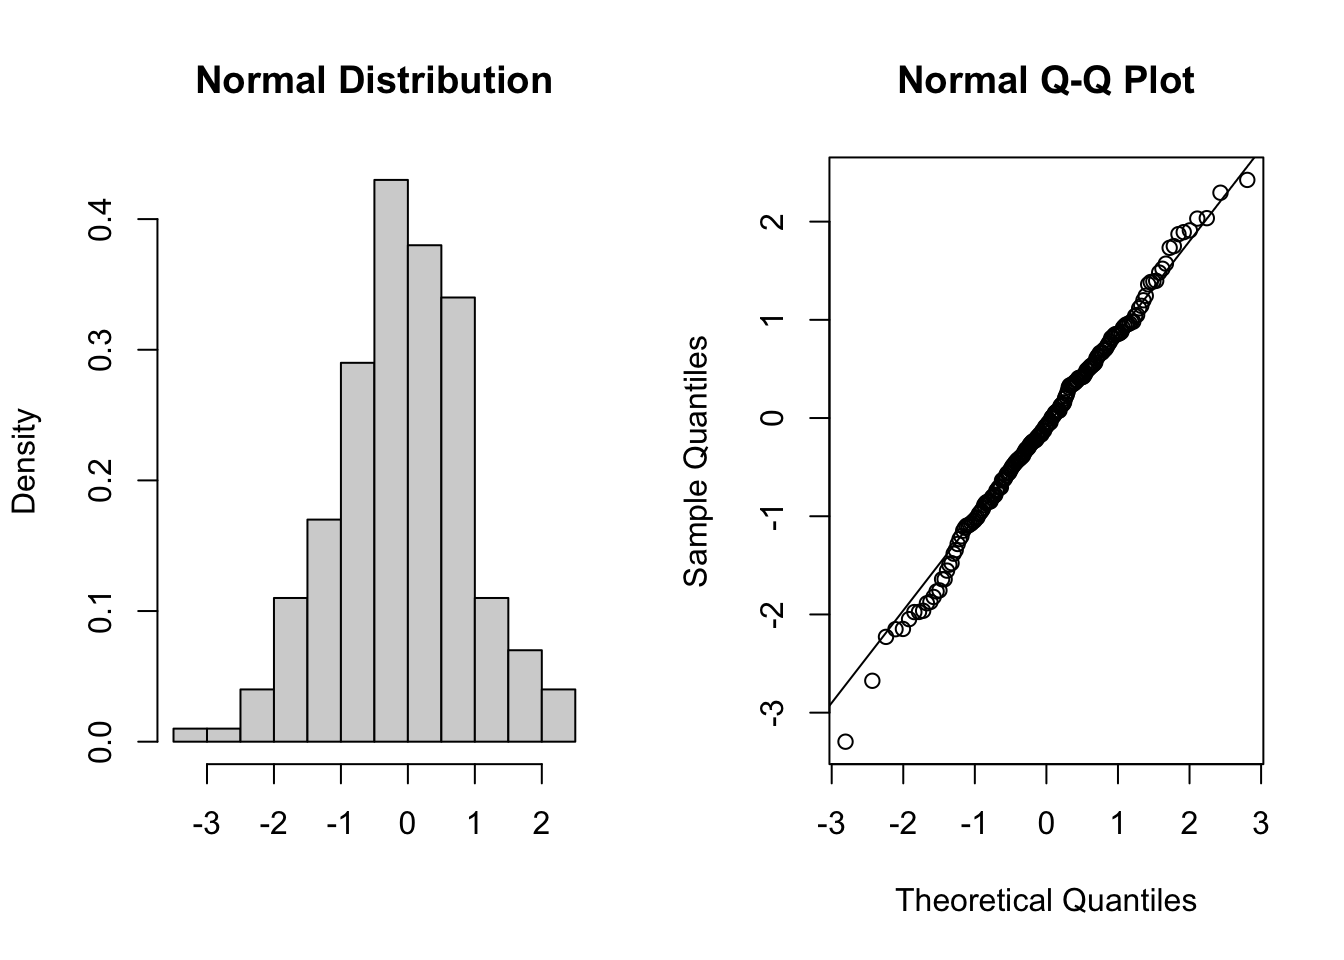 Normal Distribution
Density
0.0 0.1 0.2 0.3 0.4
-3 -2 -1 0 1 2
Normal Q-Q Plot
Sample Quantiles
-3 -2 -1 0 1 2
-3 -2 -1 0 1 2 3
Theoretical Quantiles